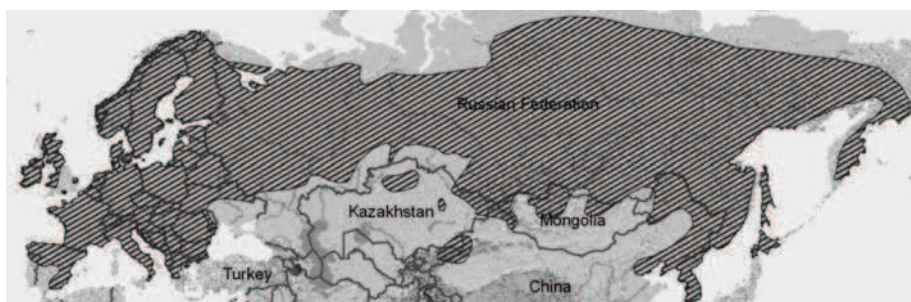 Russian Federation
Kazakhstan
Mongolia
Turkey
China